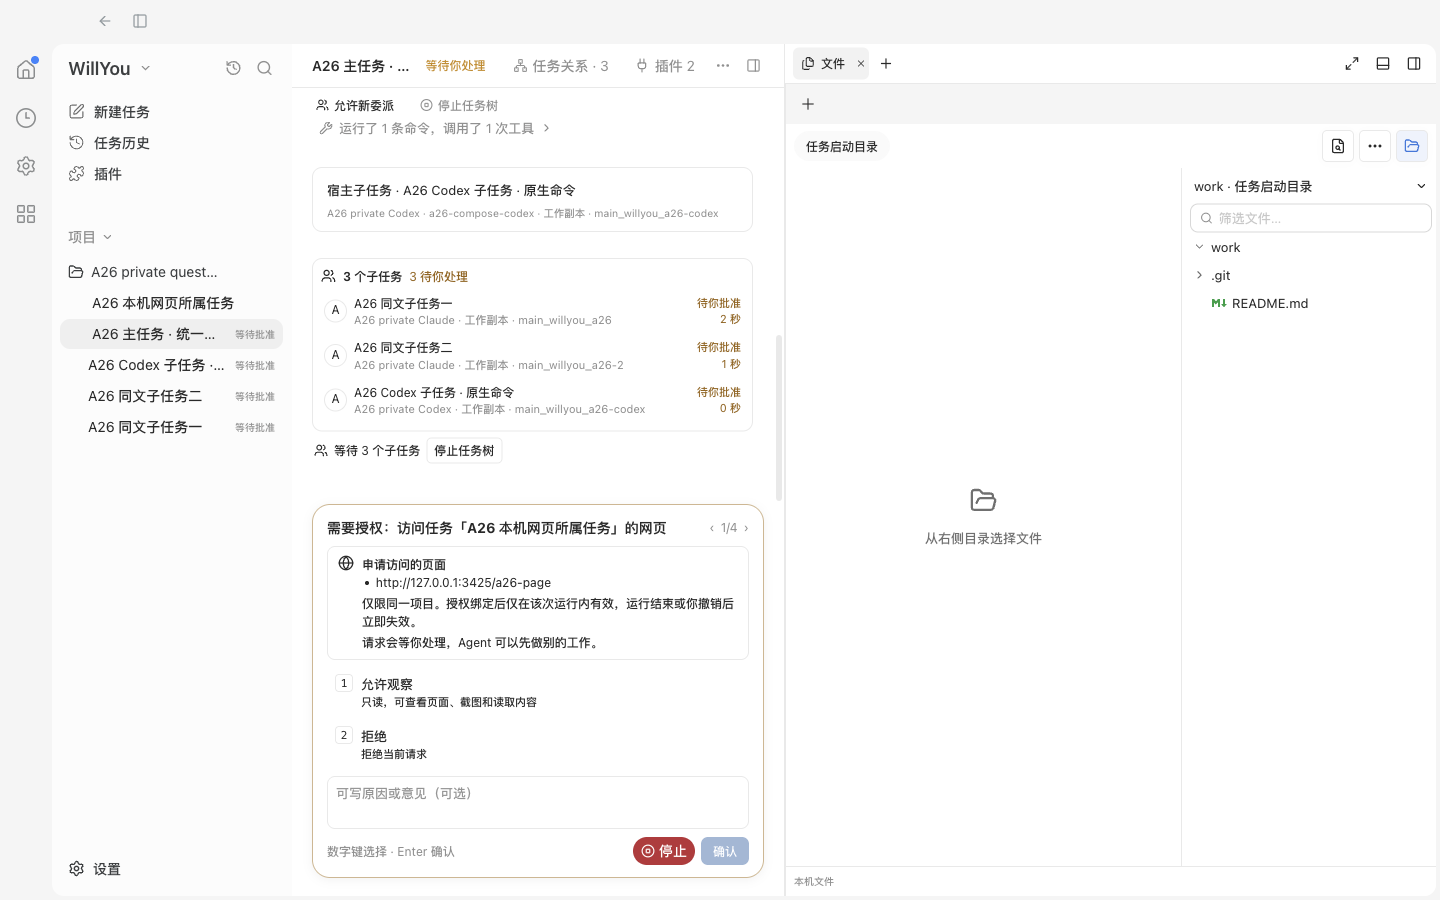 WillYou
新建任务
任务历史
插件
项目
A26 private quest...
A26 本机网页所属任务
A26 主任务 · 统一... 等待批准
A26 Codex 子任务 ·... 等待批准
A26 同文子任务二 等待批准
A26 同文子任务一 等待批准
设置
A26 主任务 · ... 等待你处理 任务关系 · 3 插件 2
允许新委派 停止任务树
运行了 1 条命令，调用了 1 次工具
宿主子任务 · A26 Codex 子任务 · 原生命令
A26 private Codex · a26-compose-codex · 工作副本 · main_willyou_a26-codex
3 个子任务 3 待你处理
A
A26 同文子任务一 待你批准
A26 private Claude · 工作副本 · main_willyou_a26 2 秒
A
A26 同文子任务二 待你批准
A26 private Claude · 工作副本 · main_willyou_a26-2 1 秒
A
A26 Codex 子任务 · 原生命令 待你批准
A26 private Codex · 工作副本 · main_willyou_a26-codex 0 秒
等待 3 个子任务 停止任务树
需要授权：访问任务「A26 本机网页所属任务」的网页 1/4
申请访问的页面
• http://127.0.0.1:3425/a26-page
仅限同一项目。授权绑定后仅在该次运行内有效，运行结束或你撤销后
立即失效。
请求会等你处理，Agent 可以先做别的工作。
1 允许观察
只读，可查看页面、截图和读取内容
2 拒绝
拒绝当前请求
可写原因或意见（可选）
数字键选择 · Enter 确认 停止 确认
文件
任务启动目录
从右侧目录选择文件
work · 任务启动目录
筛选文件...
work
.git
M↓ README.md
本机文件